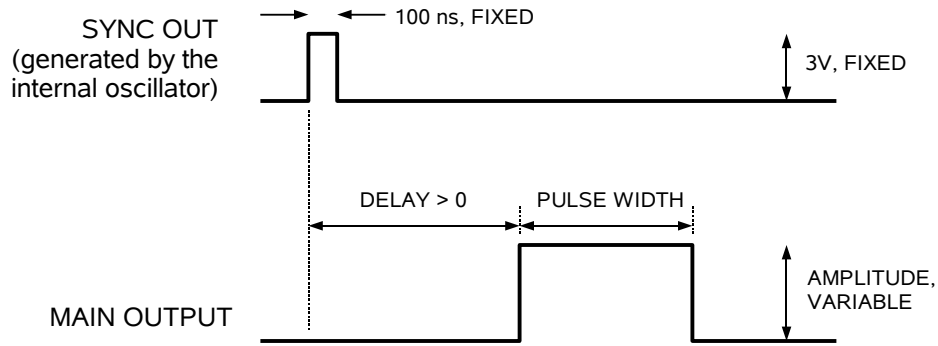 100 ns, FIXED
SYNC OUT
(generated by the
internal oscillator)
3V, FIXED
DELAY > 0
PULSE WIDTH
AMPLITUDE,
VARIABLE
MAIN OUTPUT